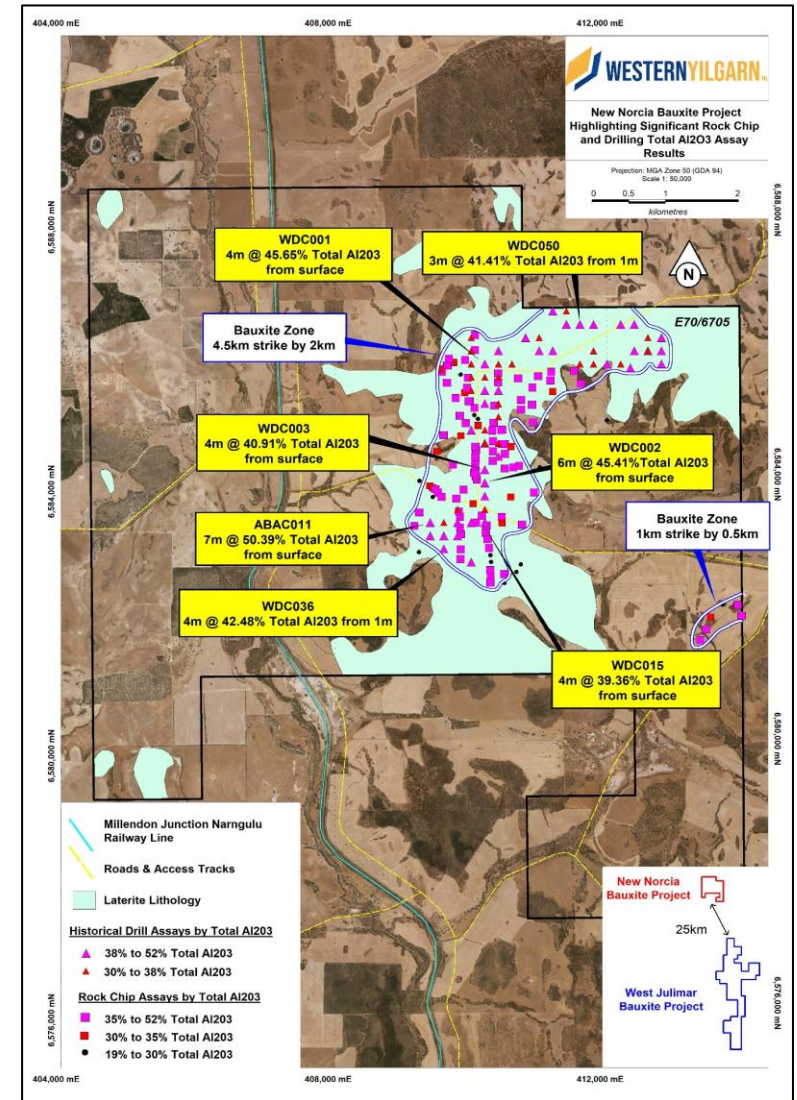 404,000 mE
408,000 mE
412,000 mE
WESTERNYILGARN
New Norcia Bauxite Project
Highlighting Significant Rock Chip
and Drilling Total Al2O3 Assay
Results
Projection: MGA Zone 50 (GDA 94)
Scale 1: 50,000
0 0.5 1 2
kilometres
6,588,000 mN
6,588,000 mN
WDC001
4m @ 45.65% Total Al203
from surface
WDC050
3m @ 41.41% Total Al203 from 1m
N
E70/6705
Bauxite Zone
4.5km strike by 2km
WDC003
4m @ 40.91% Total Al203
from surface
WDC002
6m @ 45.41%Total Al203
from surface
6,584,000 mN
6,584,000 mN
ABAC011
7m @ 50.39% Total Al203
from surface
Bauxite Zone
1km strike by 0.5km
WDC036
4m @ 42.48% Total Al203 from 1m
WDC015
4m @ 39.36% Total Al203
from surface
6,580,000 mN
6,580,000 mN
Millendon Junction Narngulu
Railway Line
Roads & Access Tracks
Laterite Lithology
Historical Drill Assays by Total Al203
38% to 52% Total Al203
30% to 38% Total Al203
Rock Chip Assays by Total Al203
35% to 52% Total Al203
30% to 35% Total Al203
19% to 30% Total Al203
New Norcia
Bauxite Project
25km
West Julimar
Bauxite Project
6,576,000 mN
6,576,000 mN
404,000 mE
408,000 mE
412,000 mE